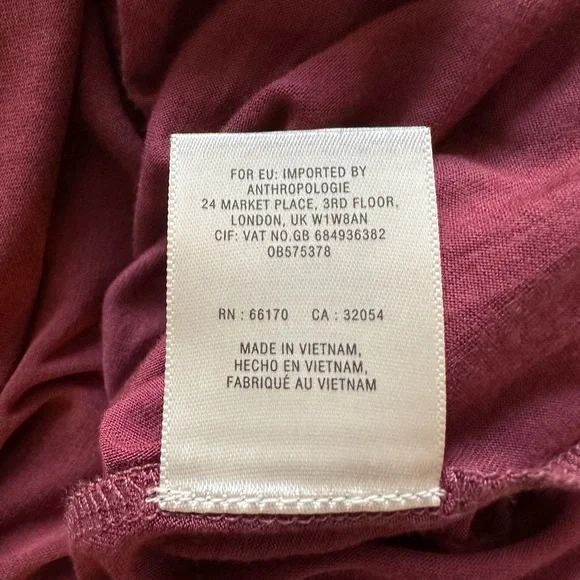 FOR EU: IMPORTED BY
ANTHROPOLOGIE
24 MARKET PLACE, 3RD FLOOR,
LONDON, UK W1W8AN
CIF: VAT NO.GB 684936382
OB575378
RN : 66170 CA : 32054
MADE IN VIETNAM,
HECHO EN VIETNAM,
FABRIQUÉ AU VIETNAM